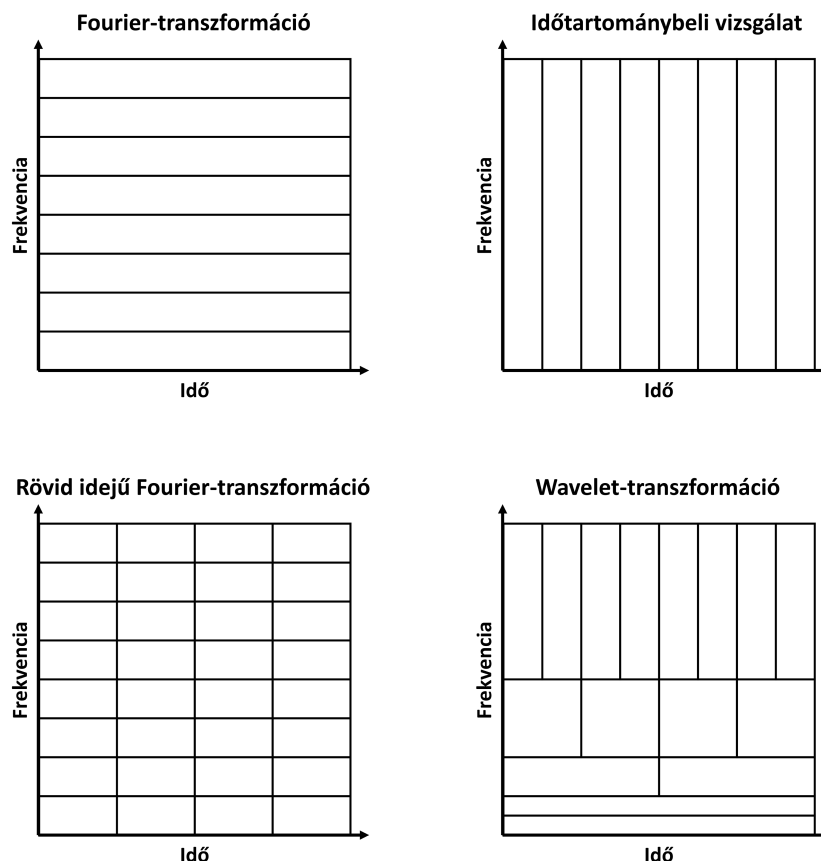 Fourier-transzformáció
Frekvencia
Idő
Időtartománybeli vizsgálat
Frekvencia
Idő
Rövid idejű Fourier-transzformáció
Frekvencia
Idő
Wavelet-transzformáció
Frekvencia
Idő